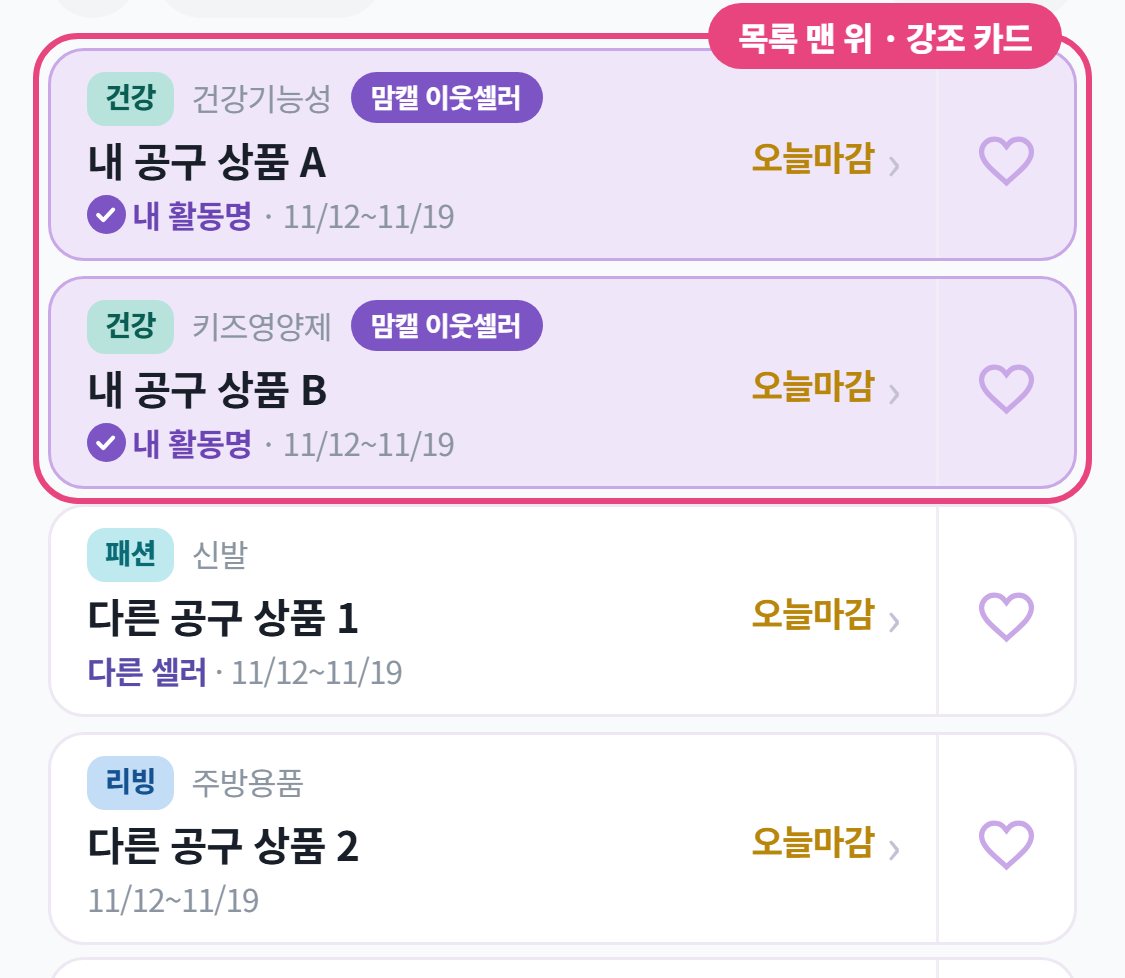 목록 맨 위 · 강조 카드
건강 건강기능성 맘캘 이웃셀러
내 공구 상품 A
오늘마감 ›
내 활동명 · 11/12~11/19
건강 키즈영양제 맘캘 이웃셀러
내 공구 상품 B
오늘마감 ›
내 활동명 · 11/12~11/19
패션 신발
다른 공구 상품 1
오늘마감 ›
다른 셀러 · 11/12~11/19
리빙 주방용품
다른 공구 상품 2
오늘마감 ›
11/12~11/19